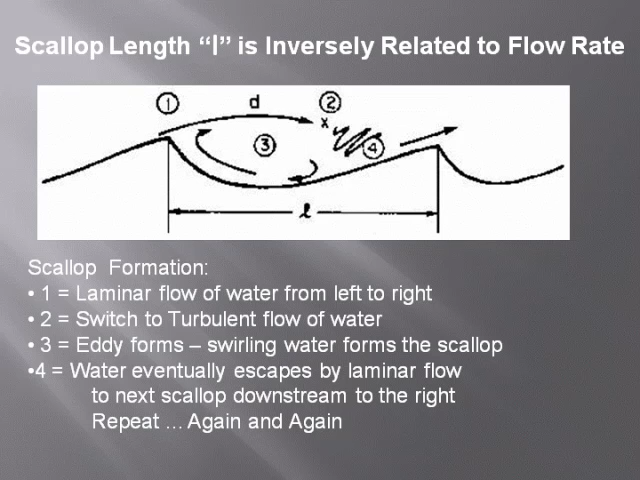 Scallop Length “l” is Inversely Related to Flow Rate
1 d 2
x
3 4
l
Scallop Formation:
• 1 = Laminar flow of water from left to right
• 2 = Switch to Turbulent flow of water
• 3 = Eddy forms – swirling water forms the scallop
•4 = Water eventually escapes by laminar flow
to next scallop downstream to the right
Repeat ... Again and Again